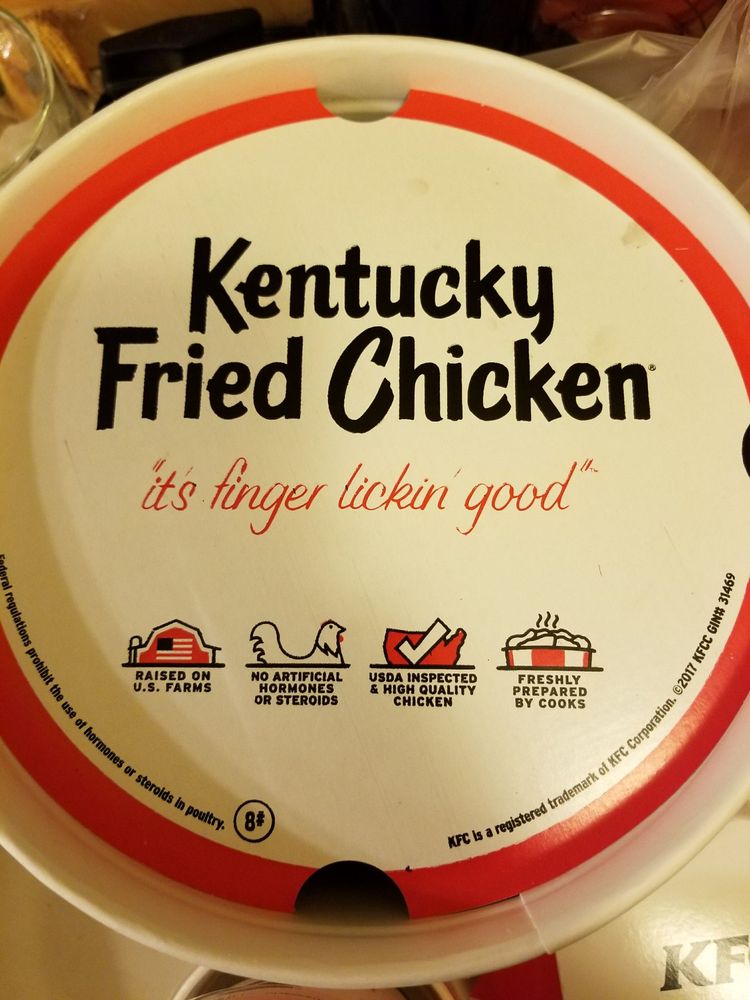 Kentucky
Fried Chicken®
"it's finger lickin' good"™
RAISED ON
U.S. FARMS
NO ARTIFICIAL
HORMONES
OR STEROIDS
USDA INSPECTED
& HIGH QUALITY
CHICKEN
FRESHLY
PREPARED
BY COOKS
Federal regulations prohibit the use of hormones or steroids in poultry.
8#
KFC is a registered trademark of KFC Corporation. ©2017 KFCC GIN# 31469
KF